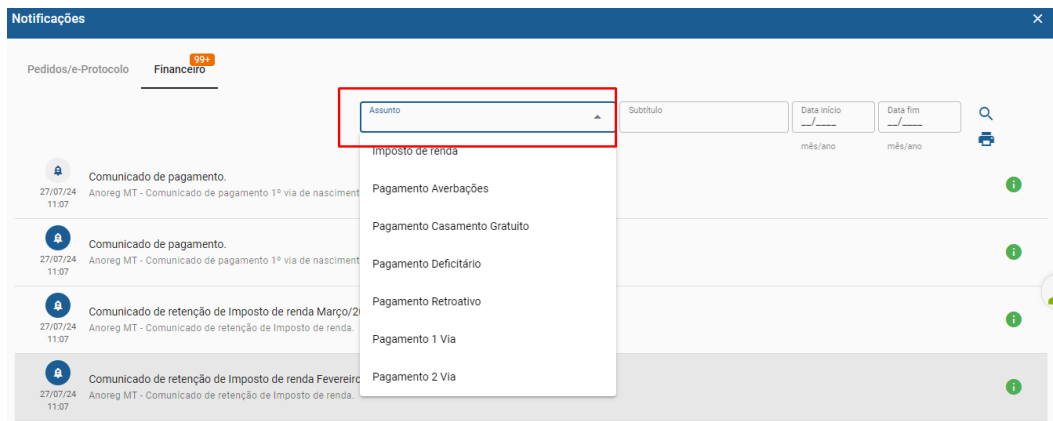 Notificações
Pedidos/e-Protocolo
Financeiro
99+
Assunto
Subtítulo
Data início
__/____
mês/ano
Data fim
__/____
mês/ano
Imposto de renda
Pagamento Averbações
Pagamento Casamento Gratuito
Pagamento Deficitário
Pagamento Retroativo
Pagamento 1 Via
Pagamento 2 Via
27/07/24
11:07
Comunicado de pagamento.
Anoreg MT - Comunicado de pagamento 1º via de nasciment
27/07/24
11:07
Comunicado de pagamento.
Anoreg MT - Comunicado de pagamento 1º via de nasciment
27/07/24
11:07
Comunicado de retenção de Imposto de renda Março/20
Anoreg MT - Comunicado de retenção de Imposto de renda.
27/07/24
11:07
Comunicado de retenção de Imposto de renda Fevereiro
Anoreg MT - Comunicado de retenção de Imposto de renda.